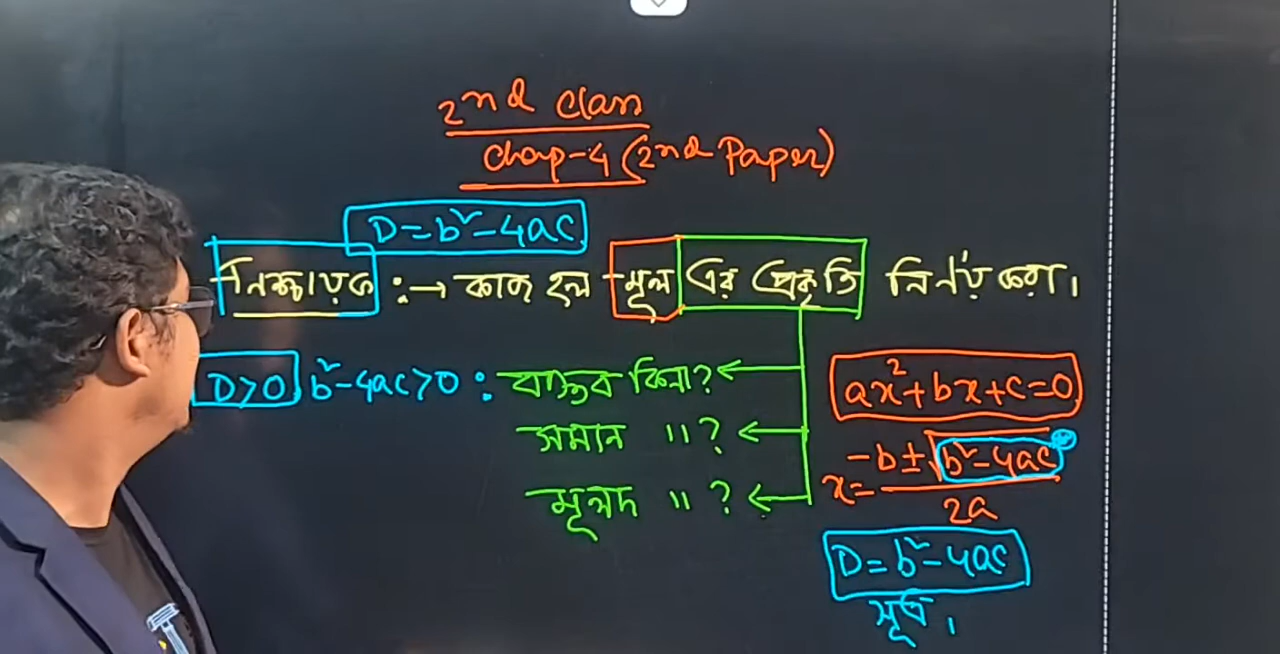 2nd Class
Chap-4 (2nd Paper)
D=b²-4ac
নিশ্চায়ক :→ কাজ হল মূল এর প্রকৃতি নির্ণয় করা।
D>0 b²-4ac>0 : বাস্তব কিনা?
সমান " ?
মূলদ " ?
ax²+bx+c=0
x=-b±√b²-4ac/2a
D=b²-4ac
সূত্র।